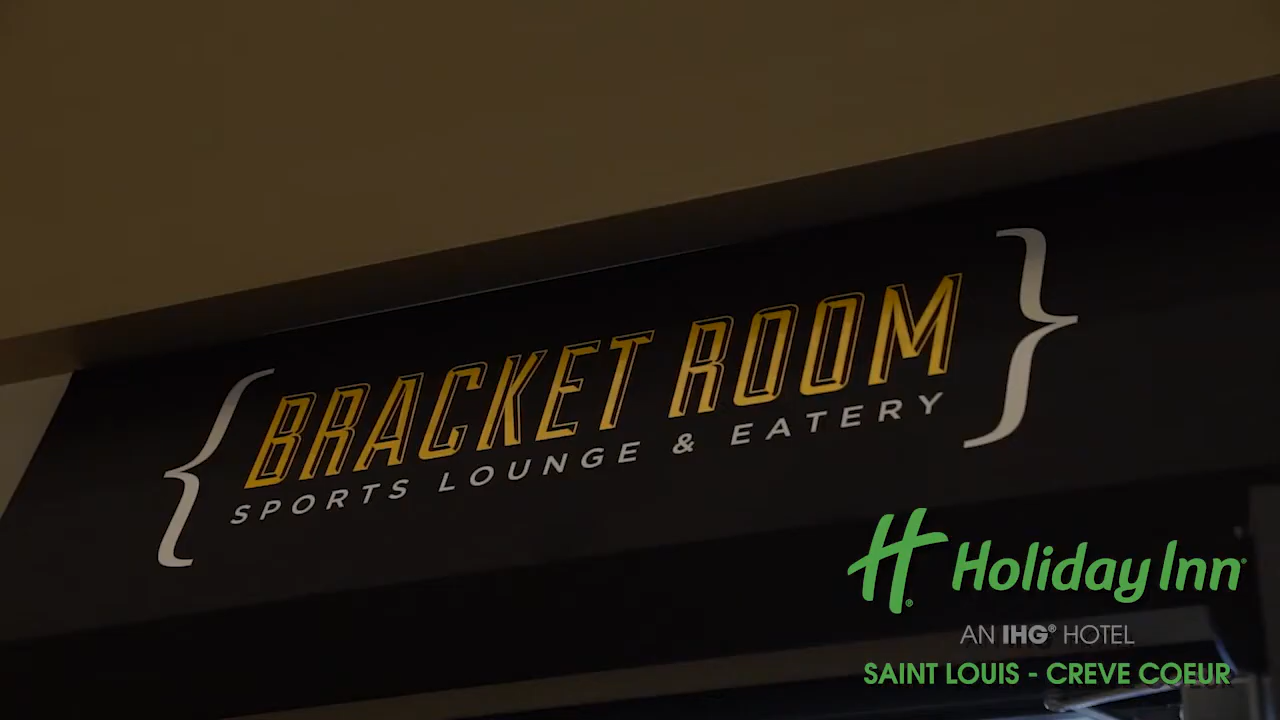 { BRACKET ROOM }
SPORTS LOUNGE & EATERY
Holiday Inn®
AN IHG® HOTEL
SAINT LOUIS - CREVE COEUR